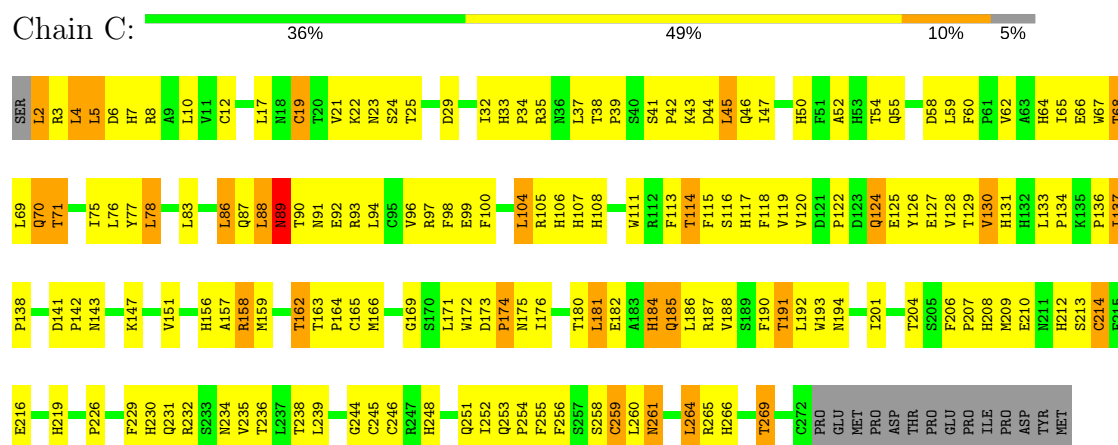 Chain C:
36% 49% 10% 5%
SER L2 R3 L4 L5 D6 H7 R8 A9 L10 V11 C12 L17 N18 C19 T20 V21 K22 N23 S24 T25 D29 I32 H33 P34 R35 N36 L37 T38 P39 S40 S41 P42 K43 D44 L45 Q46 I47 H50 F51 A52 H53 T54 Q55 D58 L59 F60 P61 V62 A63 H64 I65 E66 W67 T68
L69 Q70 T71 I75 L76 Y77 L78 L83 L86 Q87 L88 N89 T90 N91 E92 R93 L94 C95 V96 R97 F98 E99 F100 L104 R105 H106 H107 H108 W111 R112 F113 T114 F115 S116 H117 F118 V119 V120 D121 P122 D123 Q124 E125 Y126 E127 V128 T129 V130 H131 H132 L133 P134 K135 P136 I137
P138 D141 P142 N143 K147 V151 H156 A157 R158 M159 T162 T163 P164 C165 M166 G169 S170 L171 W172 D173 P174 N175 I176 T180 L181 E182 A183 H184 Q185 L186 R187 V188 S189 F190 T191 L192 W193 N194 I201 T204 S205 F206 P207 H208 M209 E210 N211 H212 S213 C214 F215
E216 H219 P226 F229 H230 Q231 R232 S233 N234 V235 T236 L237 T238 L239 G244 C245 C246 R247 H248 Q251 I252 Q253 P254 F255 F256 S257 S258 C259 L260 N261 L264 R265 H266 T269 C272 PRO GLU MET PRO ASP THR PRO GLU PRO ILE PRO ASP TYR MET